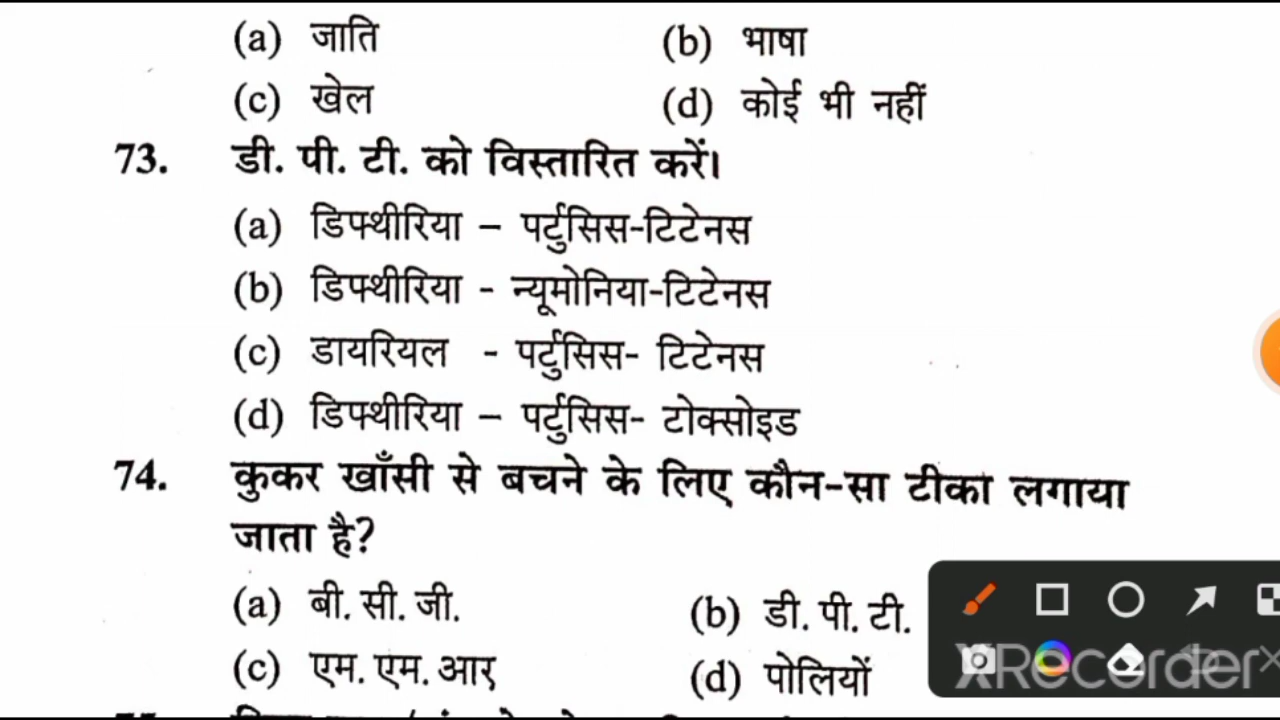 (a) जाति (b) भाषा
(c) खेल (d) कोई भी नहीं
73. डी. पी. टी. को विस्तारित करें।
(a) डिफ्थीरिया – पर्टुसिस-टिटेनस
(b) डिफ्थीरिया - न्यूमोनिया-टिटेनस
(c) डायरियल - पर्टुसिस- टिटेनस
(d) डिफ्थीरिया – पर्टुसिस- टोक्सोइड
74. कुकर खाँसी से बचने के लिए कौन-सा टीका लगाया
जाता है?
(a) बी. सी. जी. (b) डी. पी. टी.
(c) एम. एम. आर (d) पोलियों
XRecorder